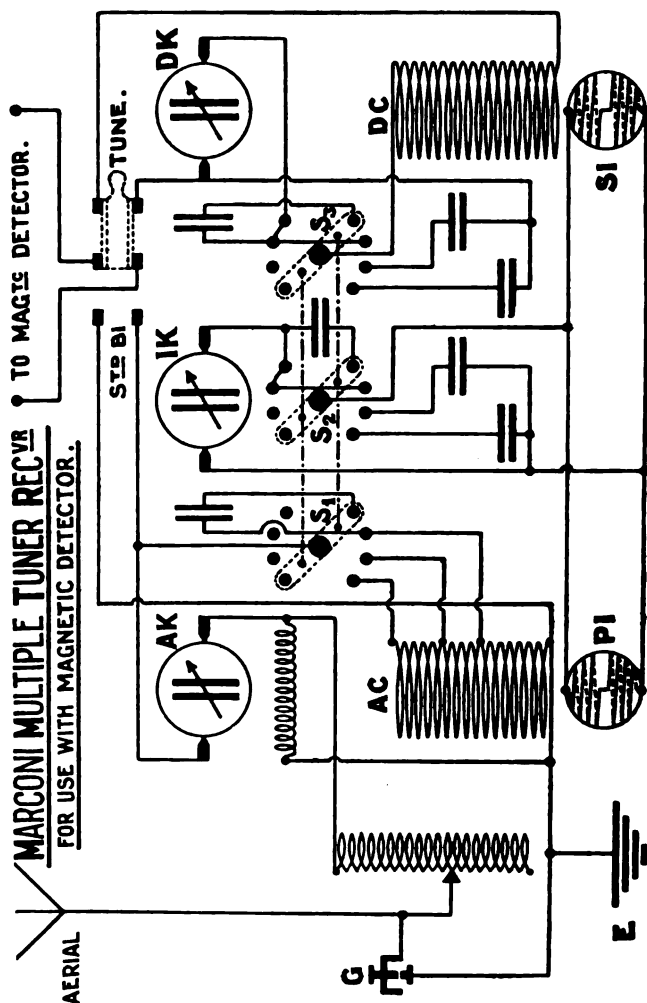 MARCONI MULTIPLE TUNER RECVR
FOR USE WITH MAGNETIC DETECTOR.
TO MAGTC DETECTOR.
AERIAL
STD BI
TUNE.
AK
IK
DK
S1
S2
S3
AC
DC
G
E
PI
SI